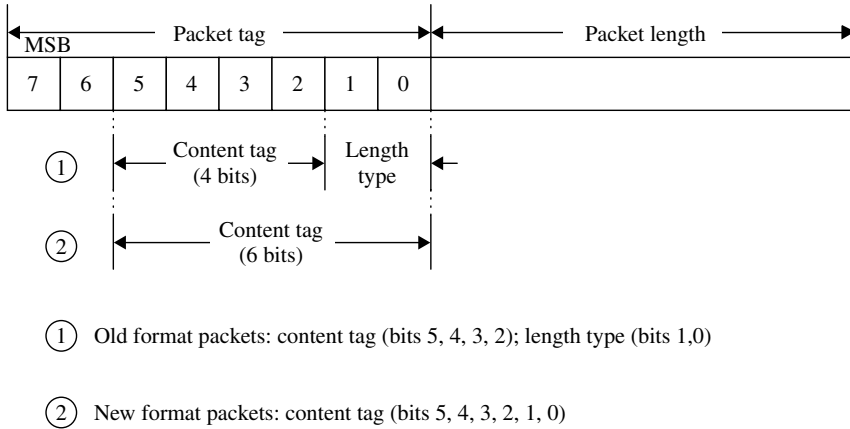 Packet tag
Packet length
MSB
7 6 5 4 3 2 1 0
1
Content tag
(4 bits)
Length
type
2
Content tag
(6 bits)
1 Old format packets: content tag (bits 5, 4, 3, 2); length type (bits 1,0)
2 New format packets: content tag (bits 5, 4, 3, 2, 1, 0)